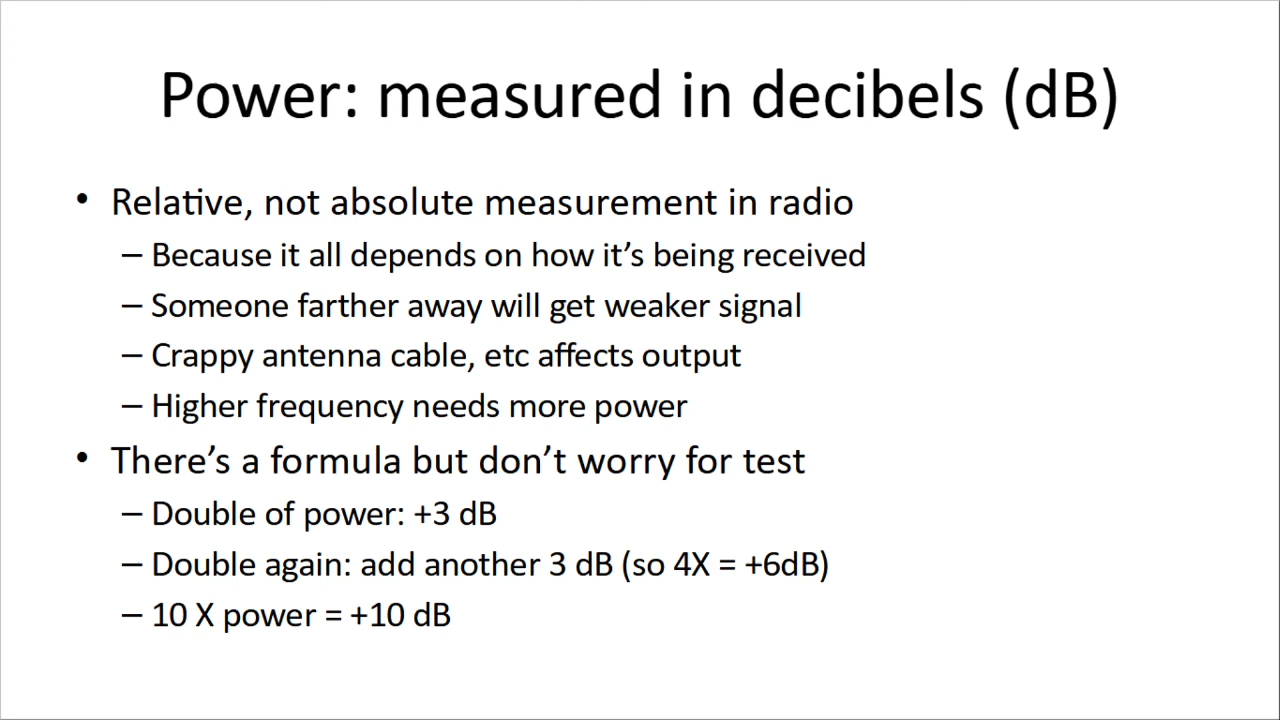 Power: measured in decibels (dB)
• Relative, not absolute measurement in radio
– Because it all depends on how it’s being received
– Someone farther away will get weaker signal
– Crappy antenna cable, etc affects output
– Higher frequency needs more power
• There’s a formula but don’t worry for test
– Double of power: +3 dB
– Double again: add another 3 dB (so 4X = +6dB)
– 10 X power = +10 dB